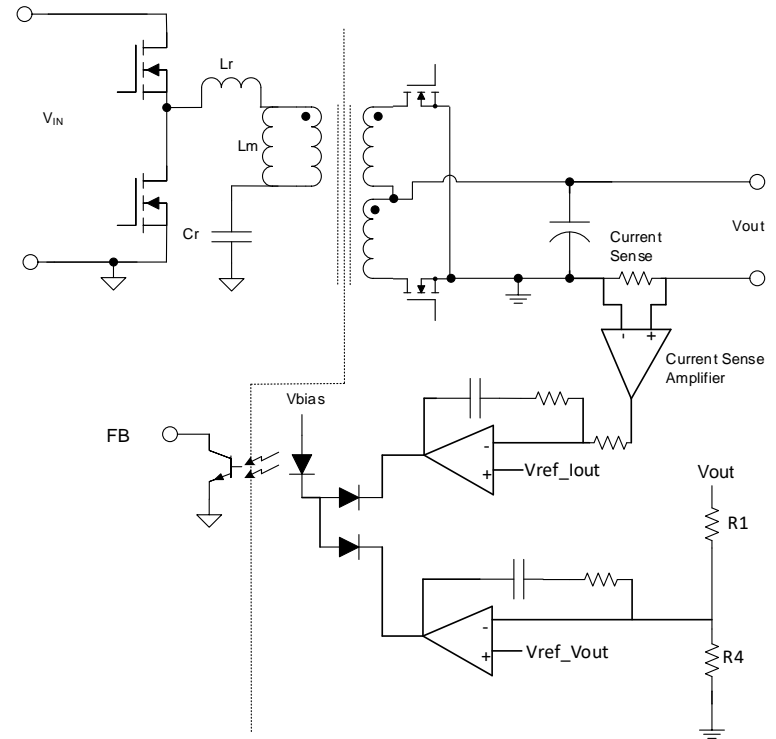 Lr
VIN
Lm
Cr
Current
Sense
Vout
-
+
Current Sense
Amplifier
Vbias
FB
-
+
Vref_Iout
Vout
R1
-
+
Vref_Vout
R4